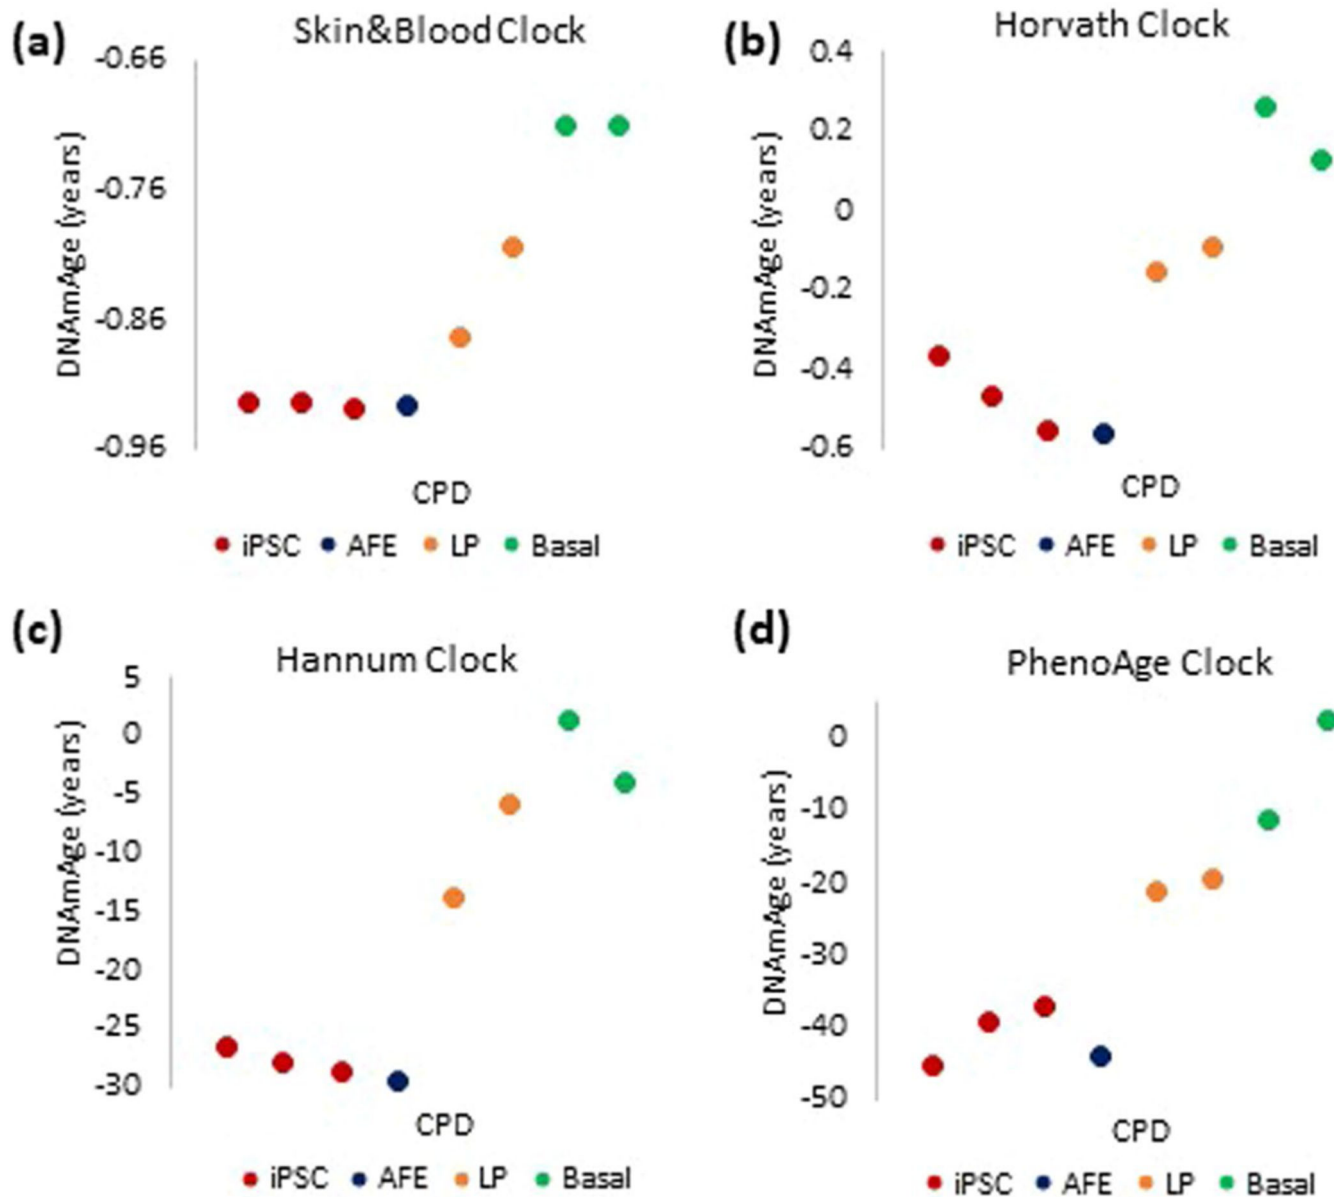 (a)
Skin&Blood Clock
-0.66
-0.76
-0.86
-0.96
DNAmAge (years)
CPD
iPSC AFE LP Basal
(b)
Horvath Clock
0.4
0.2
0
-0.2
-0.4
-0.6
DNAmAge (years)
CPD
iPSC AFE LP Basal
(c)
Hannum Clock
5
0
-5
-10
-15
-20
-25
-30
DNAmAge (years)
CPD
iPSC AFE LP Basal
(d)
PhenoAge Clock
0
-10
-20
-30
-40
-50
DNAmAge (years)
CPD
iPSC AFE LP Basal